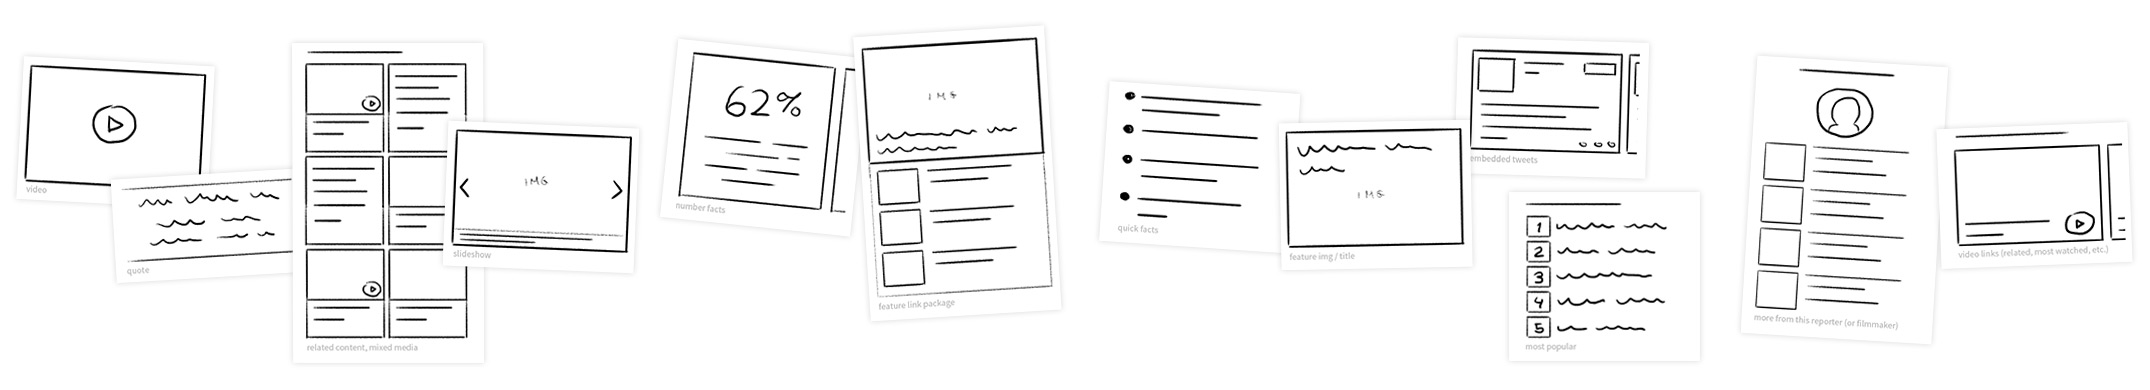 video
quote
related content, mixed media
IMG
slideshow
62%
number facts
IMG
feature link package
quick facts
IMG
feature img / title
embedded tweets
1
2
3
4
5
most popular
more from this reporter (or filmmaker)
video links (related, most watched, etc.)